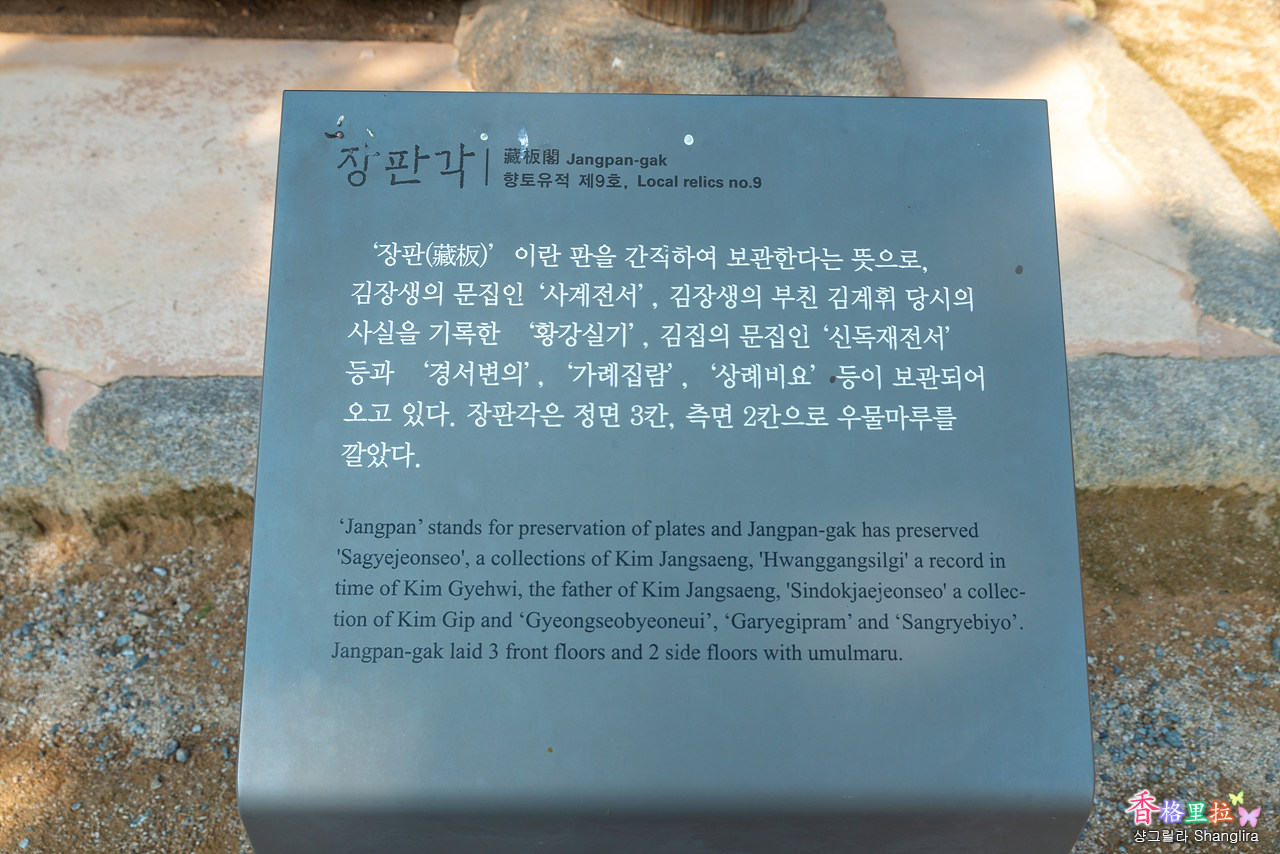 장판각
藏板閣 Jangpan-gak
향토유적 제9호, Local relics no.9
‘장판(藏板)’ 이란 판을 간직하여 보관한다는 뜻으로,
김장생의 문집인 ‘사계전서’, 김장생의 부친 김계휘 당시의
사실을 기록한 ‘황강실기’, 김집의 문집인 ‘신독재전서’
등과 ‘경서변의’, ‘가례집람’, ‘상례비요’ 등이 보관되어
오고 있다. 장판각은 정면 3칸, 측면 2칸으로 우물마루를
깔았다.
‘Jangpan’ stands for preservation of plates and Jangpan-gak has preserved
'Sagyejeonseo', a collections of Kim Jangsaeng, 'Hwanggangsilgi' a record in
time of Kim Gyehwi, the father of Kim Jangsaeng, 'Sindokjaejeonseo' a collec-
tion of Kim Gip and ‘Gyeongseobyeoneui’, ‘Garyegipram’ and ‘Sangryebiyo’.
Jangpan-gak laid 3 front floors and 2 side floors with umulmaru.
香格里拉
샹그릴라 Shanglira